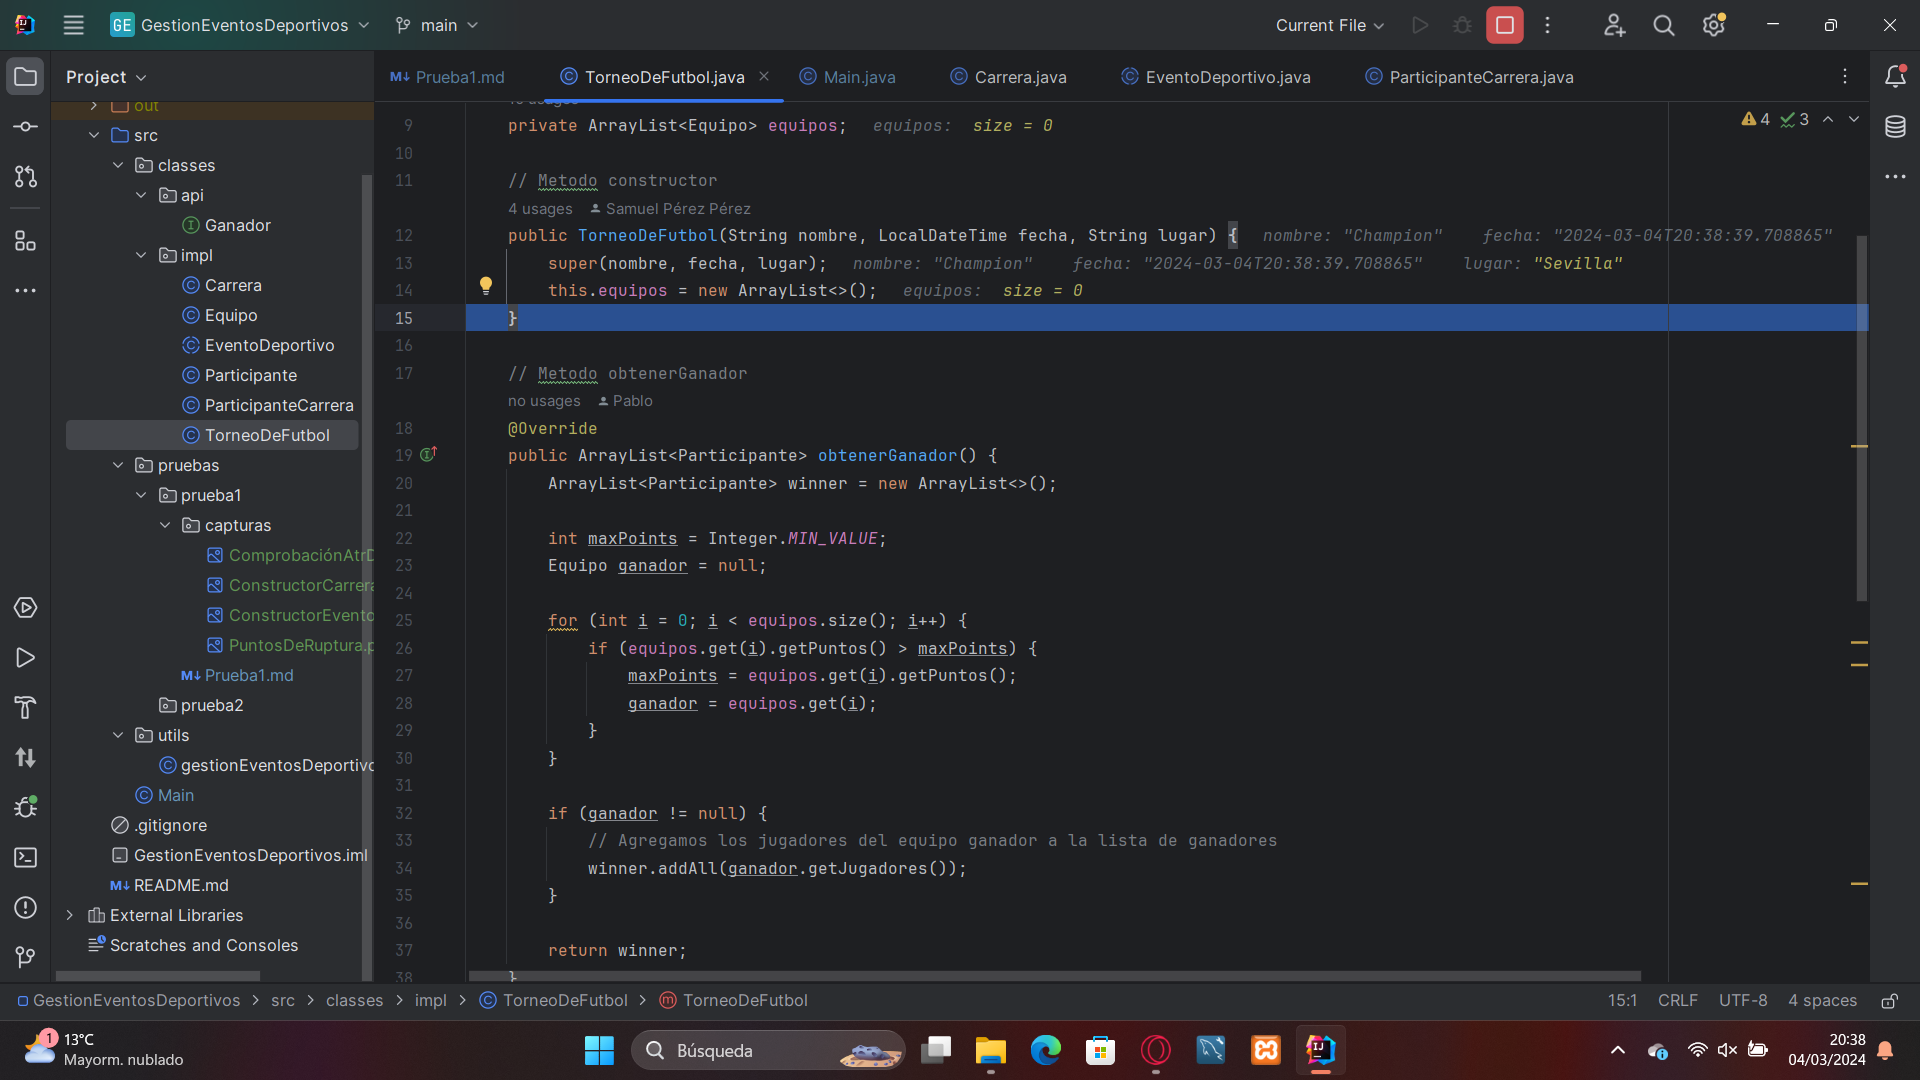 GE GestionEventosDeportivos main Current File
Project
Prueba1.md TorneoDeFutbol.java Main.java Carrera.java EventoDeportivo.java ParticipanteCarrera.java
out
src
classes
api
Ganador
impl
Carrera
Equipo
EventoDeportivo
Participante
ParticipanteCarrera
TorneoDeFutbol
pruebas
prueba1
capturas
ComprobaciónAtrD
ConstructorCarrera
ConstructorEvento
PuntosDeRuptura.p
Prueba1.md
prueba2
utils
gestionEventosDeportivo
Main
.gitignore
GestionEventosDeportivos.iml
README.md
External Libraries
Scratches and Consoles
4 3
9 private ArrayList<Equipo> equipos; equipos: size = 0
10
11 // Metodo constructor
4 usages Samuel Pérez Pérez
12 public TorneoDeFutbol(String nombre, LocalDateTime fecha, String lugar) { nombre: "Champion" fecha: "2024-03-04T20:38:39.708865"
13 super(nombre, fecha, lugar); nombre: "Champion" fecha: "2024-03-04T20:38:39.708865" lugar: "Sevilla"
14 this.equipos = new ArrayList<>(); equipos: size = 0
15 }
16
17 // Metodo obtenerGanador
no usages Pablo
18 @Override
19 public ArrayList<Participante> obtenerGanador() {
20 ArrayList<Participante> winner = new ArrayList<>();
21
22 int maxPoints = Integer.MIN_VALUE;
23 Equipo ganador = null;
24
25 for (int i = 0; i < equipos.size(); i++) {
26 if (equipos.get(i).getPuntos() > maxPoints) {
27 maxPoints = equipos.get(i).getPuntos();
28 ganador = equipos.get(i);
29 }
30 }
31
32 if (ganador != null) {
33 // Agregamos los jugadores del equipo ganador a la lista de ganadores
34 winner.addAll(ganador.getJugadores());
35 }
36
37 return winner;
38 }
GestionEventosDeportivos > src > classes > impl > TorneoDeFutbol > TorneoDeFutbol 15:1 CRLF UTF-8 4 spaces
1 13°C
Mayorm. nublado
Búsqueda
20:38
04/03/2024